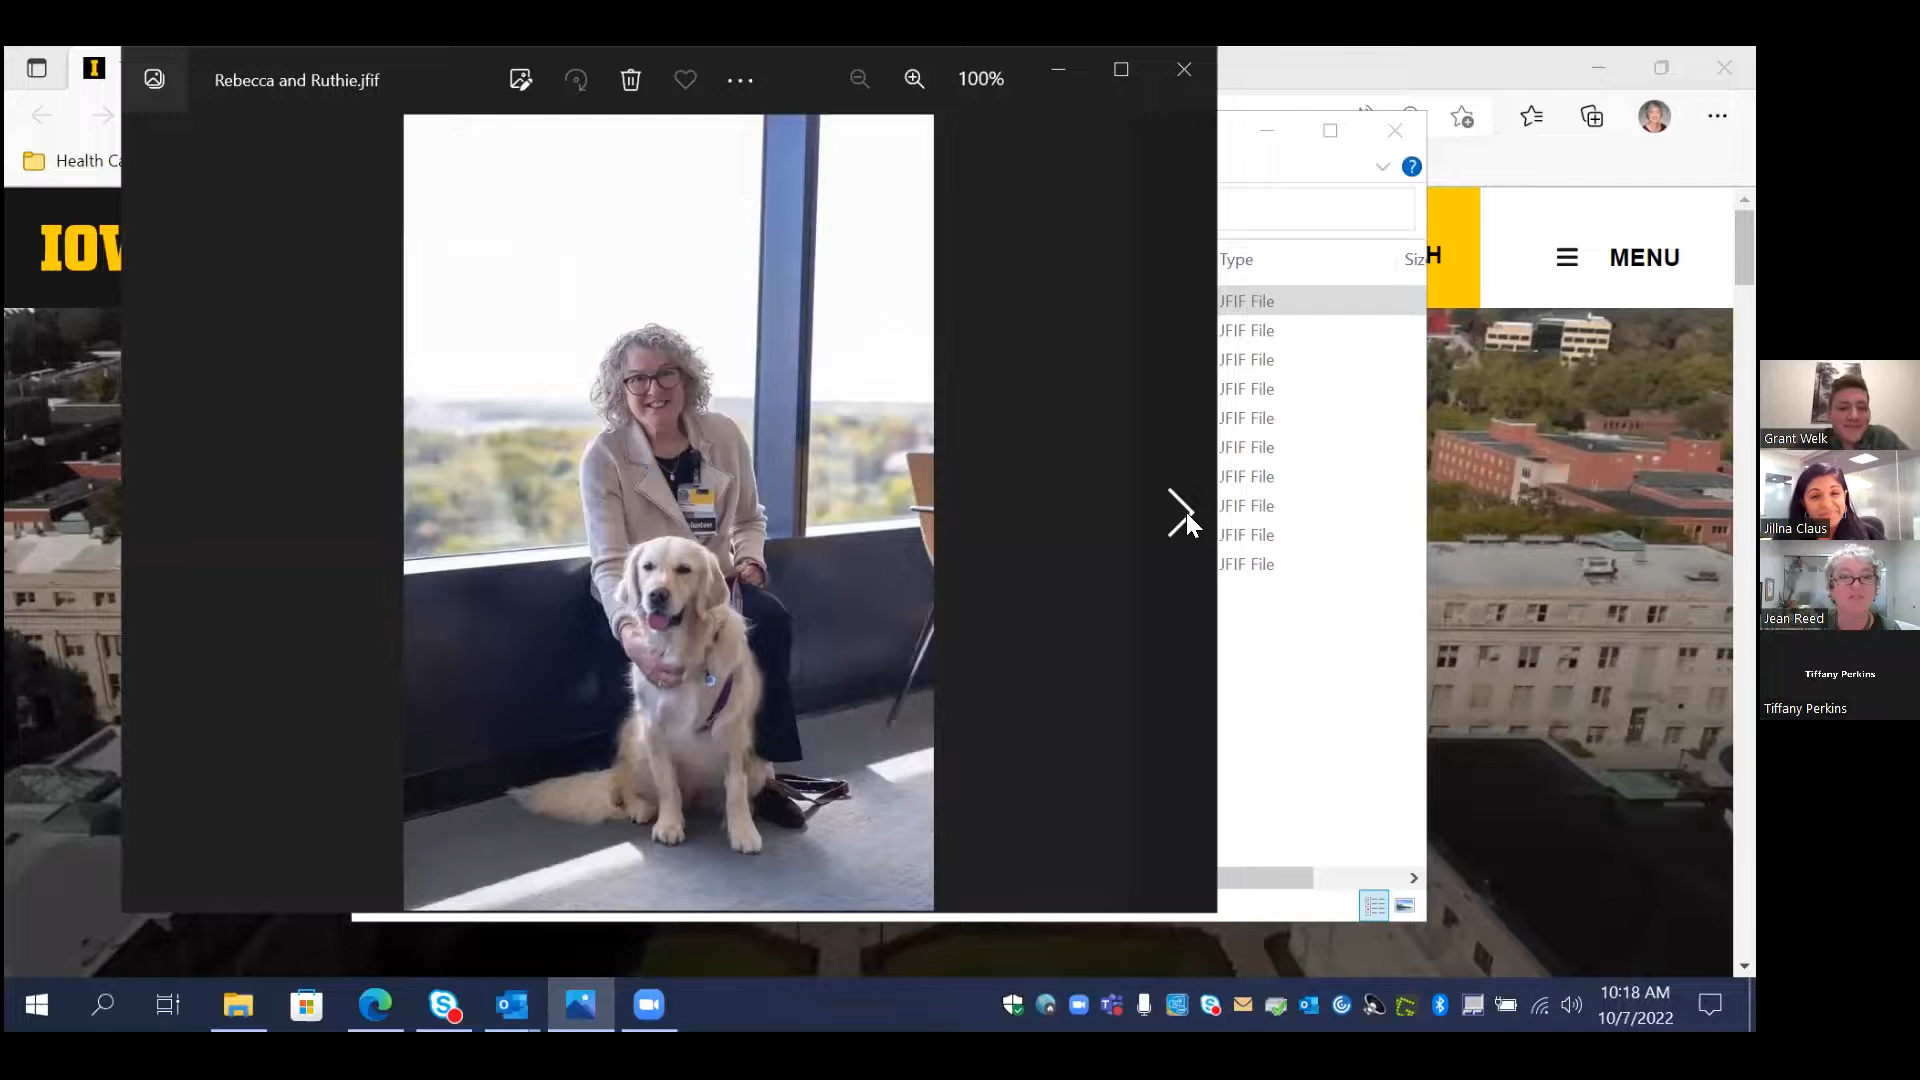 Rebecca and Ruthie.jfif
100%
Health Ca
IOW
Type
Siz
H
MENU
JFIF File
JFIF File
JFIF File
JFIF File
JFIF File
JFIF File
JFIF File
JFIF File
JFIF File
JFIF File
Grant Welk
Jillna Claus
Jean Reed
Tiffany Perkins
Tiffany Perkins
10:18 AM
10/7/2022